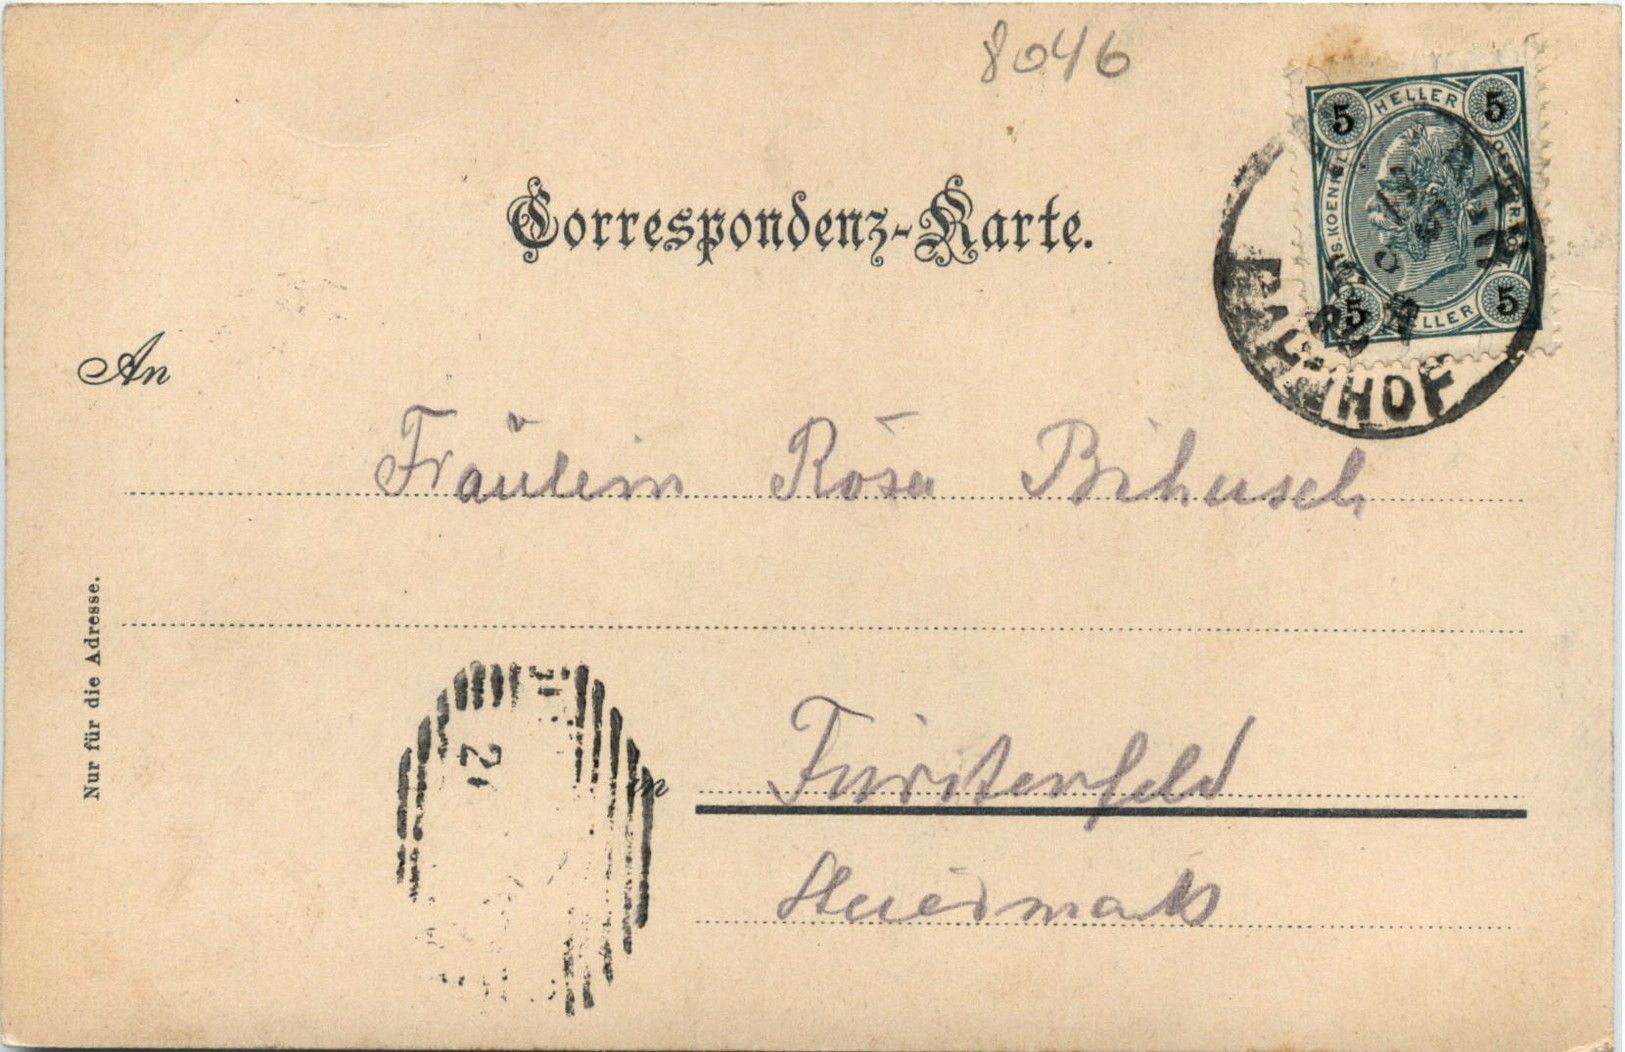 8046
5 HELLER 5
5 HELLER 5
Correspondenz-Karte.
BAHNHOF
An
Fräulein Rosa Bihusch
Nur für die Adresse.
in
Fürstenfeld
Steiermark